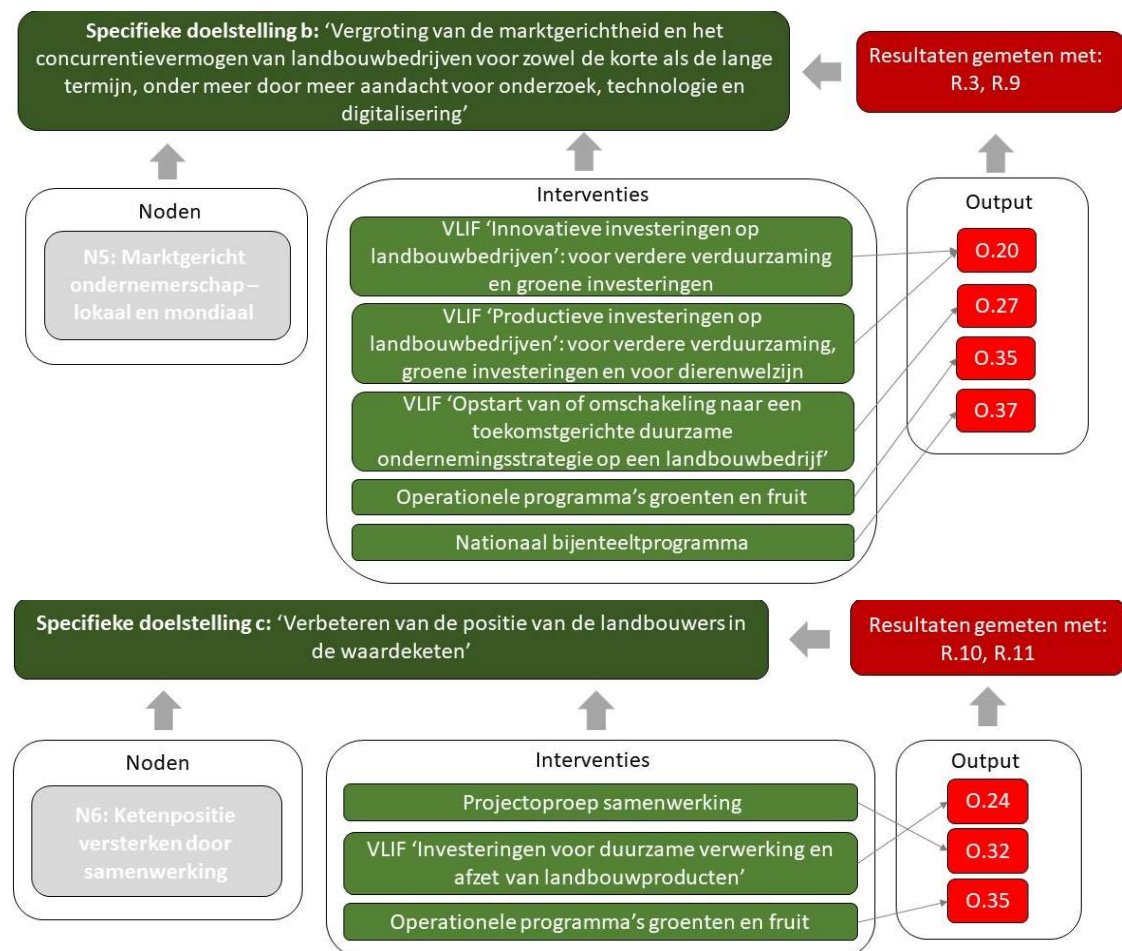 Specifieke doelstelling b: ‘Vergroting van de marktgerichtheid en het
concurrentievermogen van landbouwbedrijven voor zowel de korte als de lange
termijn, onder meer door meer aandacht voor onderzoek, technologie en
digitalisering’
Resultaten gemeten met:
R.3, R.9
Noden
N5: Marktgericht
ondernemerschap –
lokaal en mondiaal
Interventies
VLIF ‘Innovatieve investeringen op
landbouwbedrijven’: voor verdere verduurzaming
en groene investeringen
VLIF ‘Productieve investeringen op
landbouwbedrijven’: voor verdere verduurzaming,
groene investeringen en voor dierenwelzijn
VLIF ‘Opstart van of omschakeling naar een
toekomstgerichte duurzame
ondernemingsstrategie op een landbouwbedrijf’
Operationele programma’s groenten en fruit
Nationaal bijenteeltprogramma
Output
O.20
O.27
O.35
O.37
Specifieke doelstelling c: ‘Verbeteren van de positie van de landbouwers in
de waardeketen’
Resultaten gemeten met:
R.10, R.11
Noden
N6: Ketenpositie
versterken door
samenwerking
Interventies
Projectoproep samenwerking
VLIF ‘Investeringen voor duurzame verwerking en
afzet van landbouwproducten’
Operationele programma’s groenten en fruit
Output
O.24
O.32
O.35